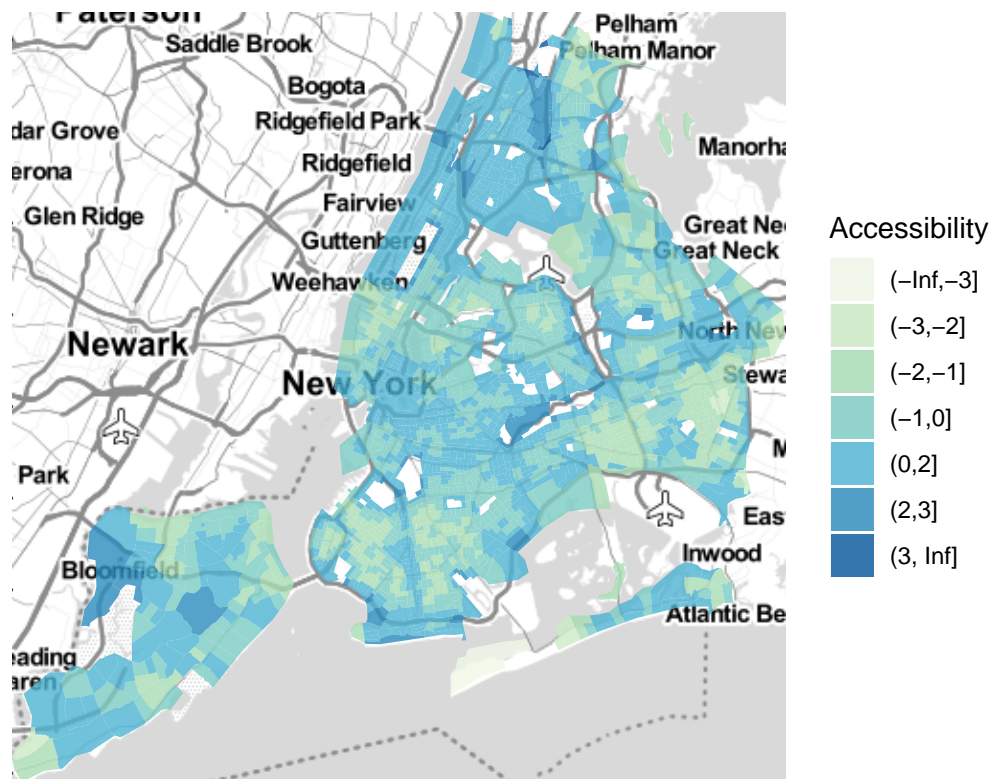 Paterson
Saddle Brook
Pelham
Pelham Manor
Bogota
Ridgefield Park
dar Grove
erona
Ridgefield
Manorha
Glen Ridge
Fairview
Guttenberg
Great Nec
Great Neck
Weehawken
Newark
North New
New York
Stewa
Park
M
East
Bloomfield
Inwood
Atlantic Be
eading
aren
Accessibility
(–Inf,–3]
(–3,–2]
(–2,–1]
(–1,0]
(0,2]
(2,3]
(3, Inf]